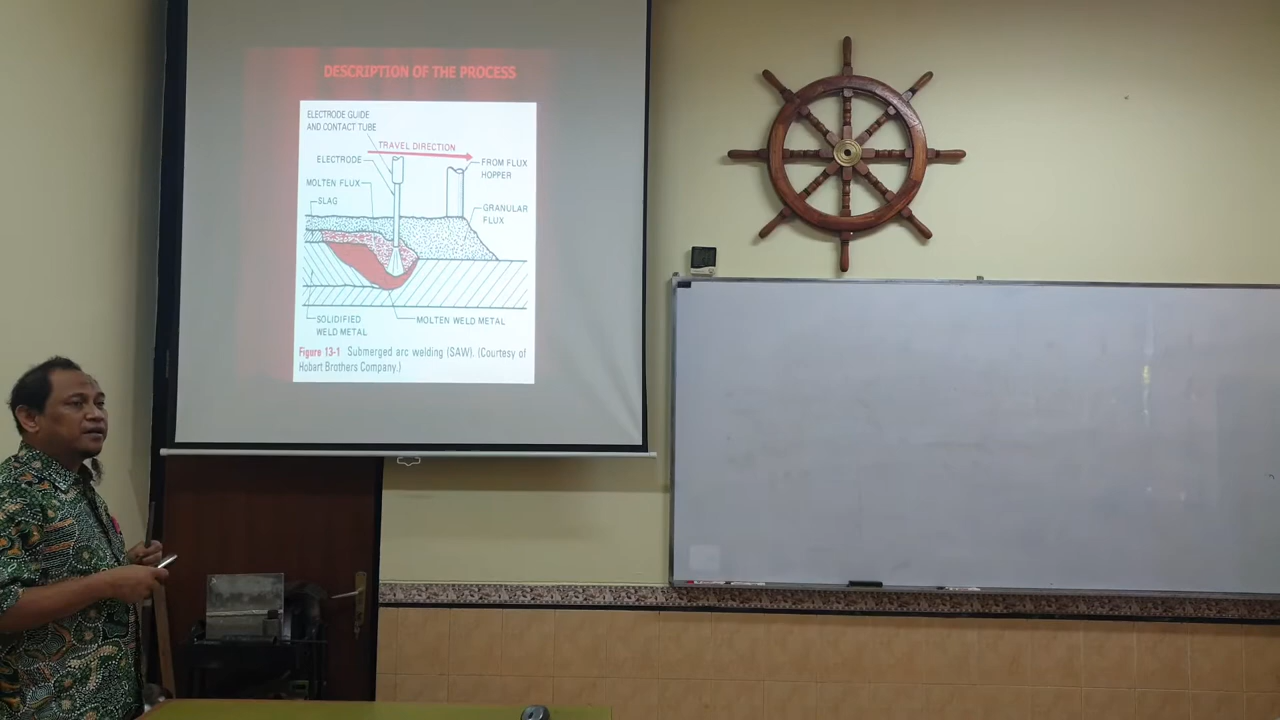 DESCRIPTION OF THE PROCESS
ELECTRODE GUIDE
AND CONTACT TUBE
TRAVEL DIRECTION
ELECTRODE
FROM FLUX
HOPPER
MOLTEN FLUX
SLAG
GRANULAR
FLUX
SOLIDIFIED
WELD METAL
MOLTEN WELD METAL
Figure 13-1 Submerged arc welding (SAW). (Courtesy of
Hobart Brothers Company.)